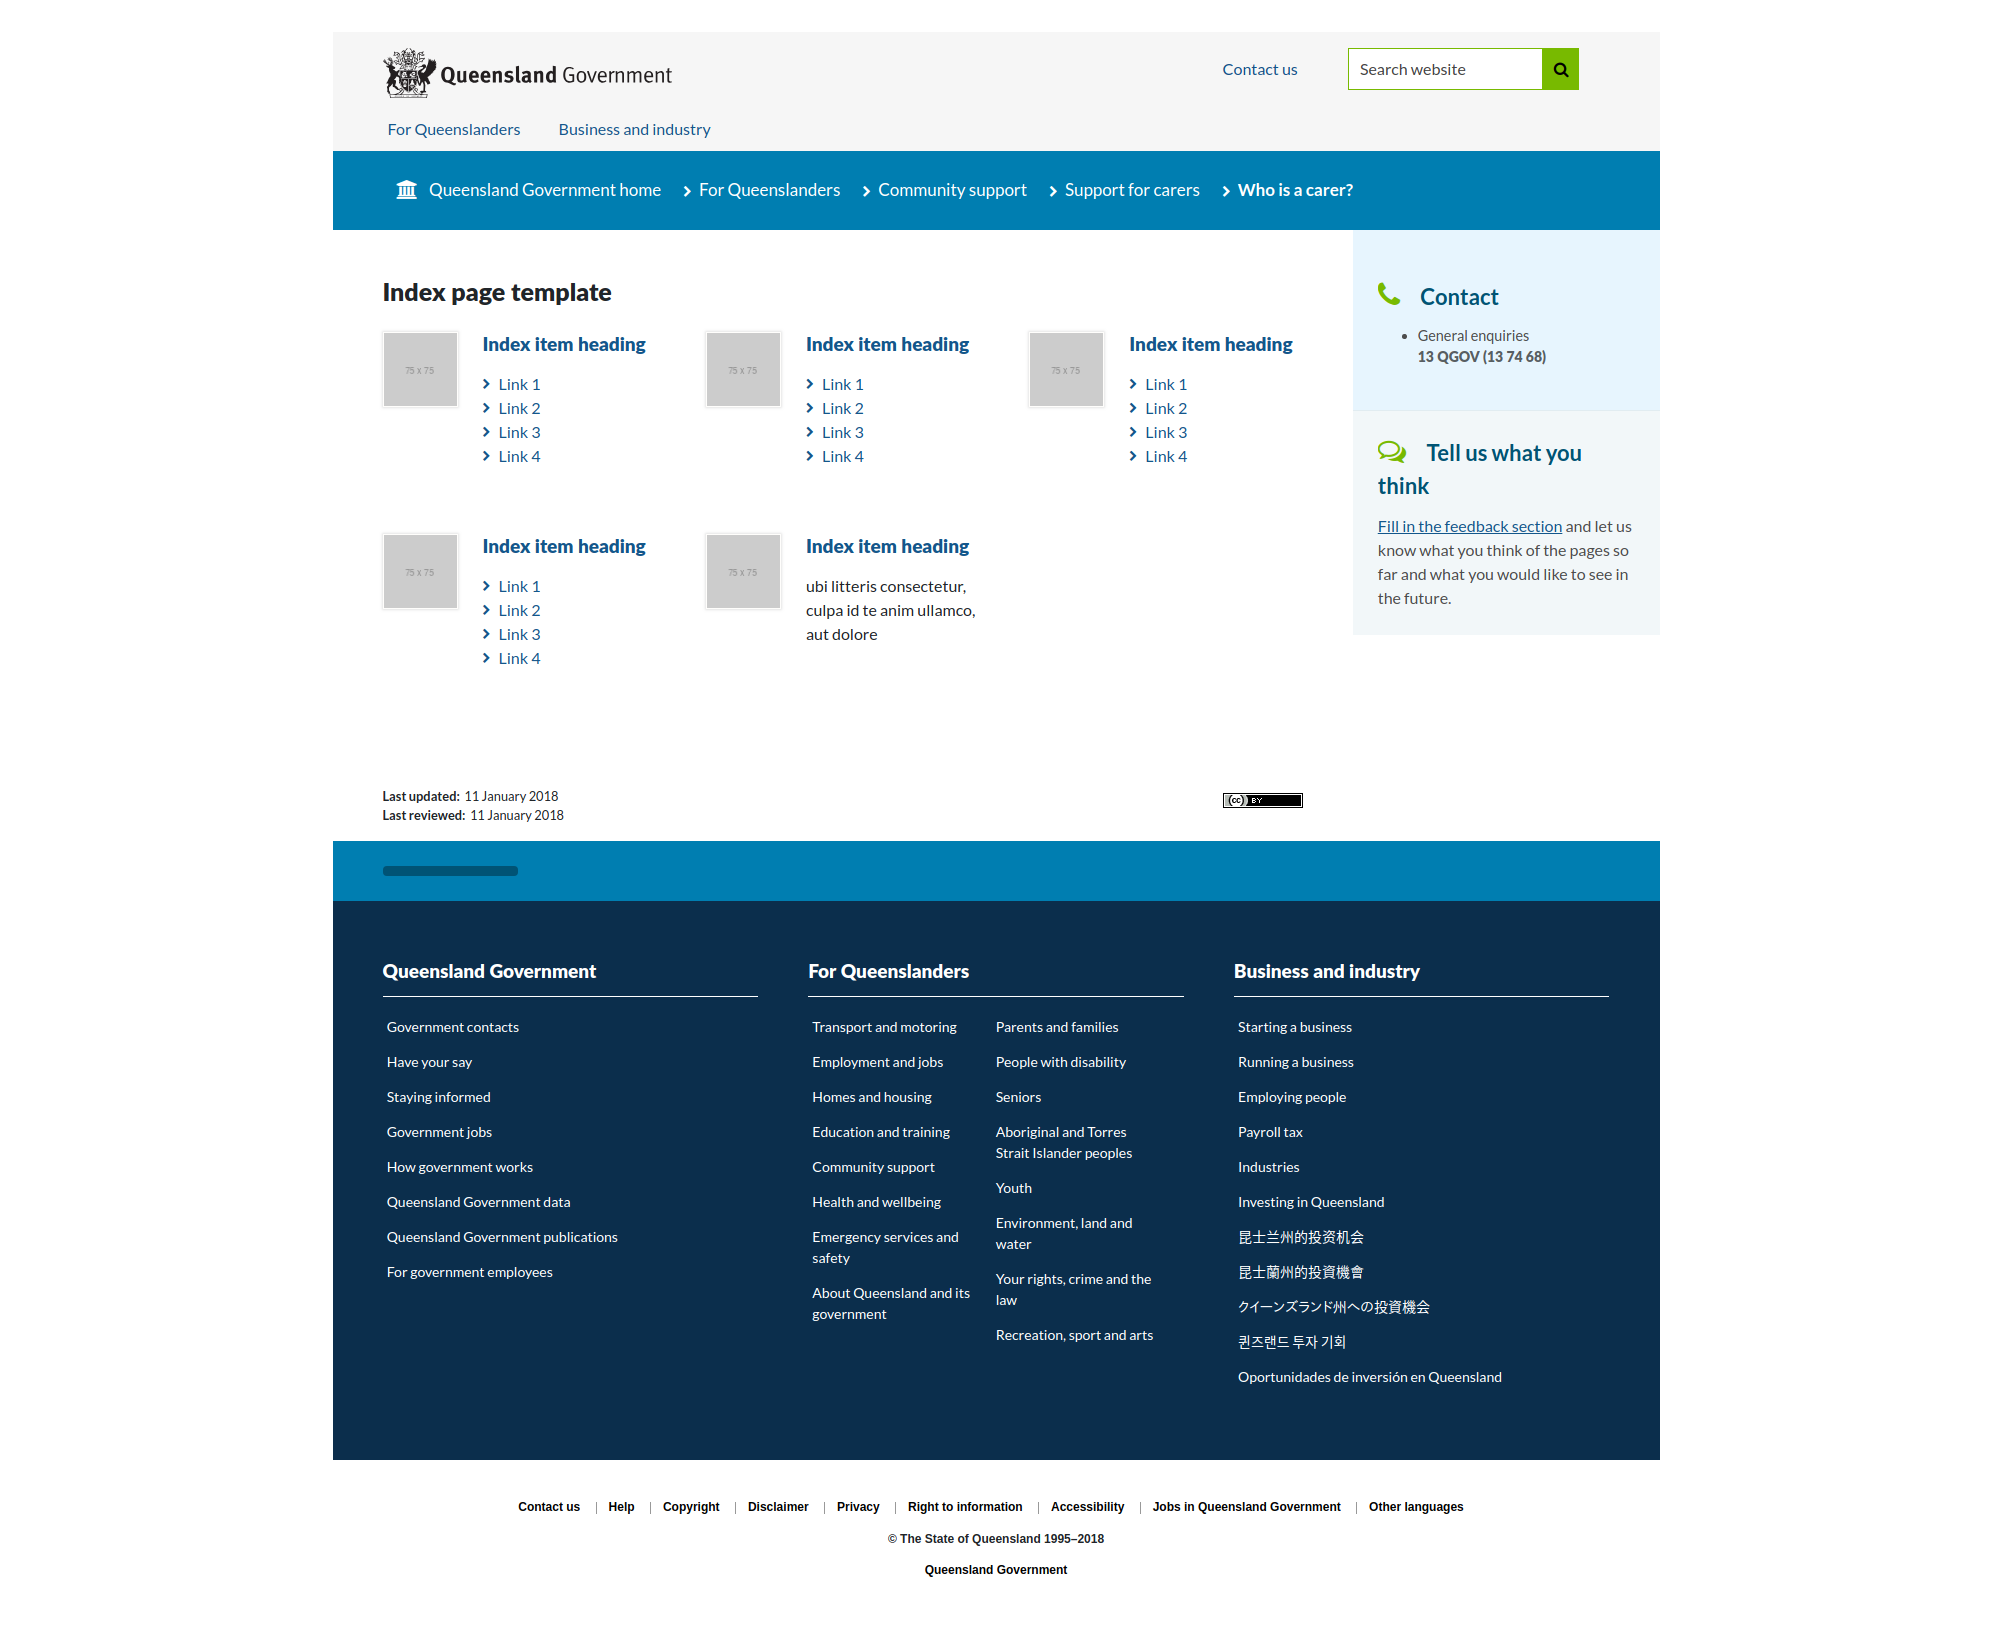 Queensland Government
Contact us
Search website
For Queenslanders
Business and industry
Queensland Government home
For Queenslanders
Community support
Support for carers
Who is a carer?
Index page template
75 x 75
Index item heading
Link 1
Link 2
Link 3
Link 4
75 x 75
Index item heading
Link 1
Link 2
Link 3
Link 4
75 x 75
Index item heading
Link 1
Link 2
Link 3
Link 4
75 x 75
Index item heading
Link 1
Link 2
Link 3
Link 4
75 x 75
Index item heading
ubi litteris consectetur,
culpa id te anim ullamco,
aut dolore
Contact
General enquiries
13 QGOV (13 74 68)
Tell us what you
think
Fill in the feedback section and let us
know what you think of the pages so
far and what you would like to see in
the future.
Last updated: 11 January 2018
Last reviewed: 11 January 2018
(cc) BY
Queensland Government
Government contacts
Have your say
Staying informed
Government jobs
How government works
Queensland Government data
Queensland Government publications
For government employees
For Queenslanders
Transport and motoring
Employment and jobs
Homes and housing
Education and training
Community support
Health and wellbeing
Emergency services and
safety
About Queensland and its
government
Parents and families
People with disability
Seniors
Aboriginal and Torres
Strait Islander peoples
Youth
Environment, land and
water
Your rights, crime and the
law
Recreation, sport and arts
Business and industry
Starting a business
Running a business
Employing people
Payroll tax
Industries
Investing in Queensland
昆士兰州的投资机会
昆士蘭州的投資機會
クイーンズランド州への投資機会
퀸즈랜드 투자 기회
Oportunidades de inversión en Queensland
Contact us | Help | Copyright | Disclaimer | Privacy | Right to information | Accessibility | Jobs in Queensland Government | Other languages
© The State of Queensland 1995–2018
Queensland Government